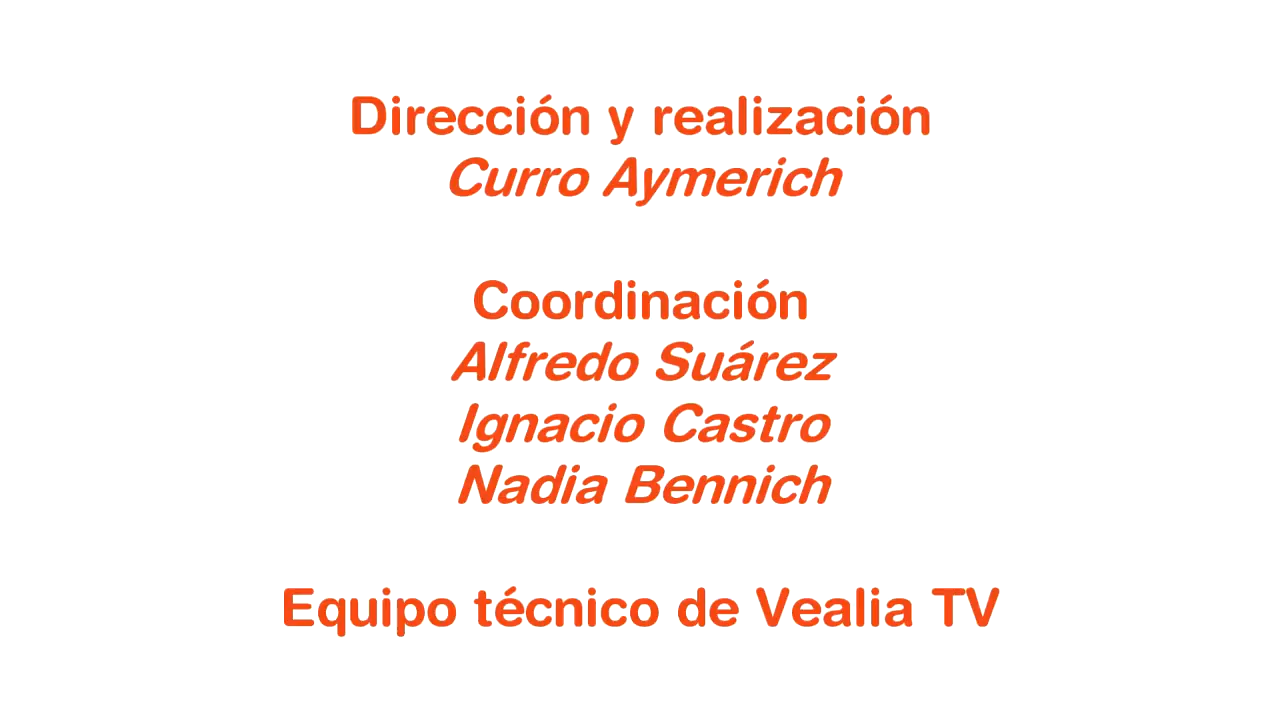 Dirección y realización
Curro Aymerich
Coordinación
Alfredo Suárez
Ignacio Castro
Nadia Bennich
Equipo técnico de Vealia TV